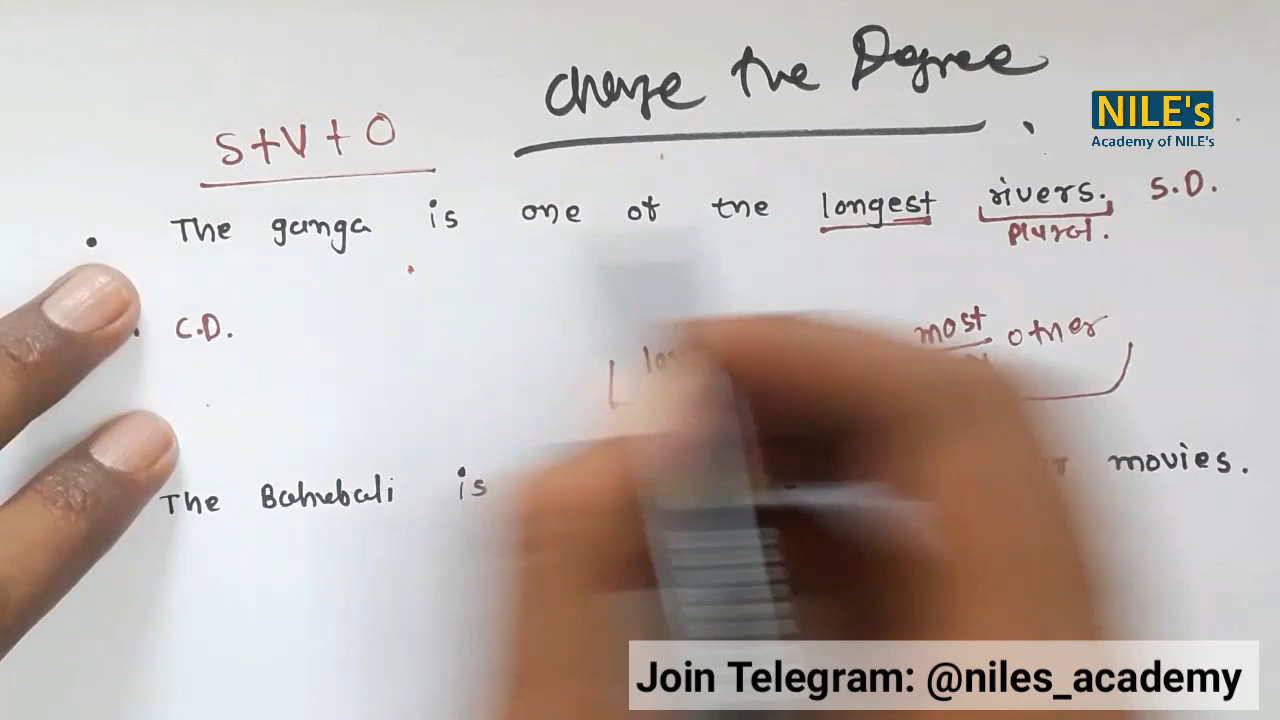 Change the Degree
NILE's
Academy of NILE's
S+V+O
The ganga is one of the longest rivers. S.D.
plural.
C.D. most other
The Bahubali is movies.
Join Telegram: @niles_academy